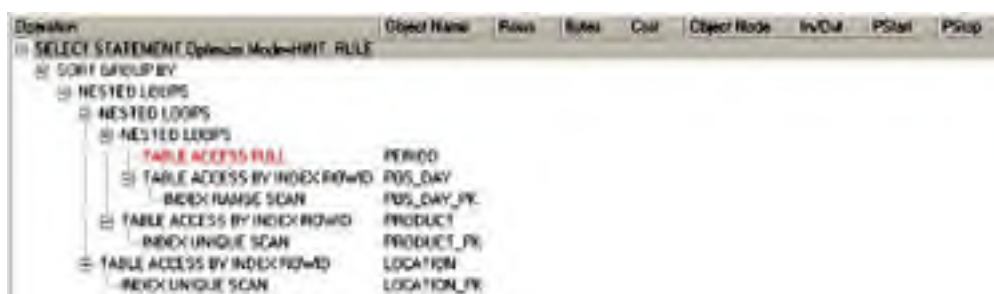 Operation Object Name Rows Bytes Cost Object Node In/Out PStart PStop
SELECT STATEMENT Optimizer Mode=HINT: RULE
SORT GROUP BY
NESTED LOOPS
NESTED LOOPS
NESTED LOOPS
TABLE ACCESS FULL PERIOD
TABLE ACCESS BY INDEX ROWID POS_DAY
INDEX RANGE SCAN POS_DAY_PK
TABLE ACCESS BY INDEX ROWID PRODUCT
INDEX UNIQUE SCAN PRODUCT_PK
TABLE ACCESS BY INDEX ROWID LOCATION
INDEX UNIQUE SCAN LOCATION_PK